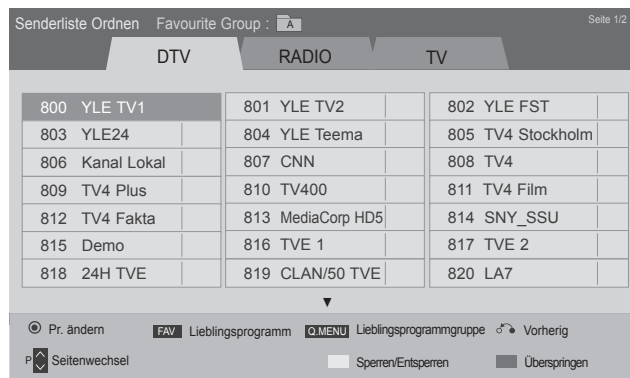 Senderliste Ordnen Favourite Group : A Seite 1/2
DTV RADIO TV
800 YLE TV1 801 YLE TV2 802 YLE FST
803 YLE24 804 YLE Teema 805 TV4 Stockholm
806 Kanal Lokal 807 CNN 808 TV4
809 TV4 Plus 810 TV400 811 TV4 Film
812 TV4 Fakta 813 MediaCorp HD5 814 SNY_SSU
815 Demo 816 TVE 1 817 TVE 2
818 24H TVE 819 CLAN/50 TVE 820 LA7
Pr. ändern FAV Lieblingsprogramm Q.MENU Lieblingsprogrammgruppe Vorherig
P Seitenwechsel Sperren/Entsperren Überspringen